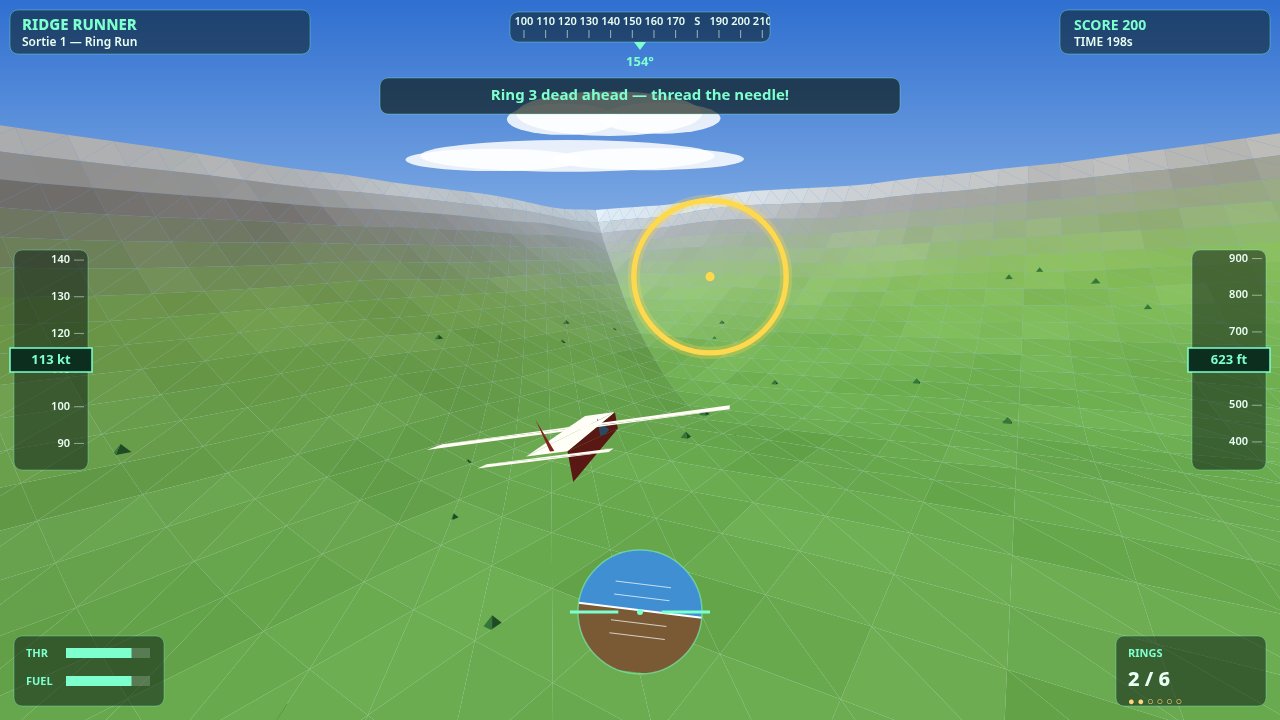 RIDGE RUNNER
Sortie 1 — Ring Run
100 110 120 130 140 150 160 170 S 190 200 210
154°
SCORE 200
TIME 198s
Ring 3 dead ahead — thread the needle!
140
130
120
113 kt
100
90
900
800
700
623 ft
500
400
THR
FUEL
RINGS
2 / 6